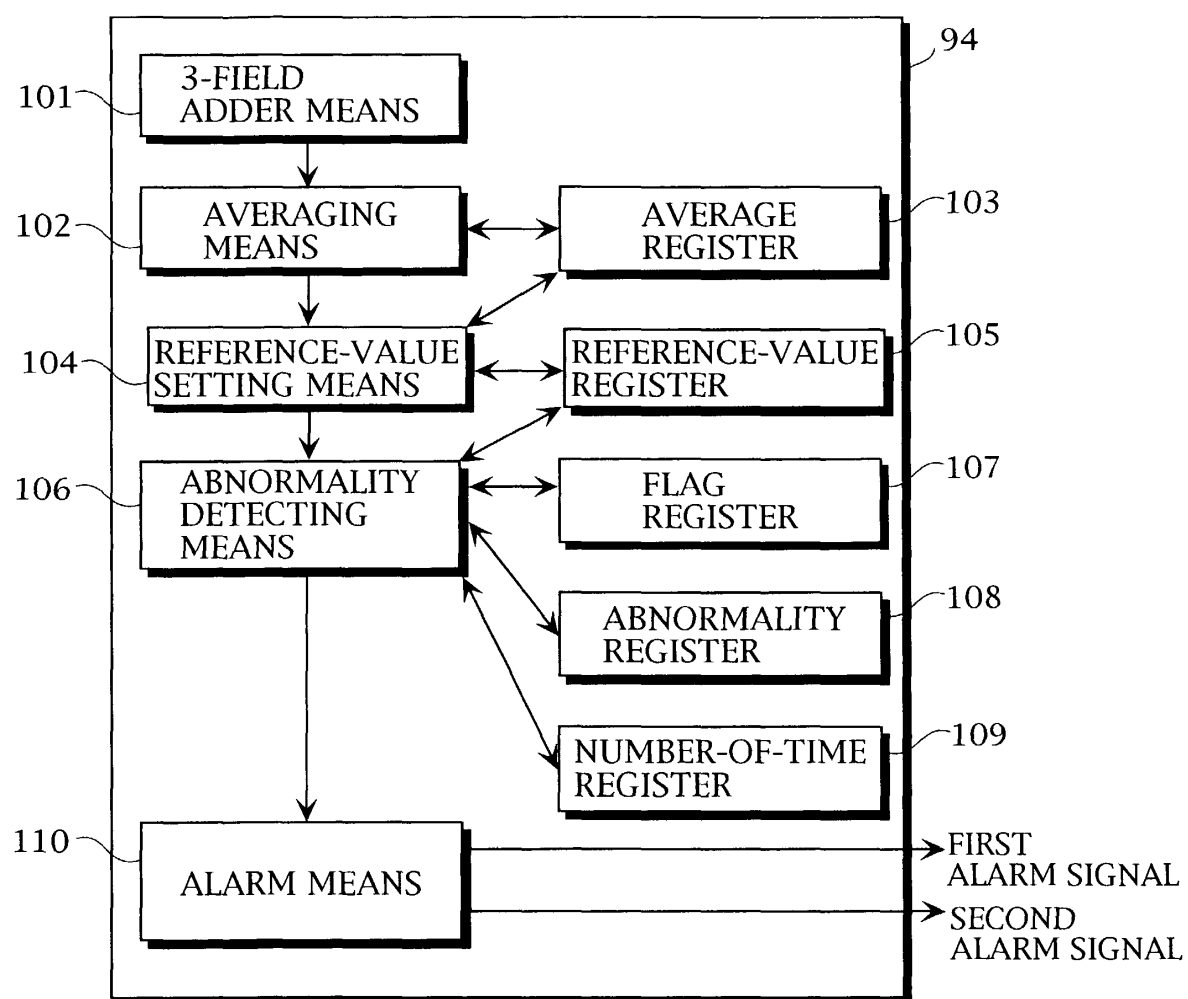 94
3-FIELD
ADDER MEANS
101
AVERAGING
MEANS
102
AVERAGE
REGISTER
103
REFERENCE-VALUE
SETTING MEANS
104
REFERENCE-VALUE
REGISTER
105
ABNORMALITY
DETECTING
MEANS
106
FLAG
REGISTER
107
ABNORMALITY
REGISTER
108
NUMBER-OF-TIME
REGISTER
109
ALARM MEANS
110
FIRST
ALARM SIGNAL
SECOND
ALARM SIGNAL